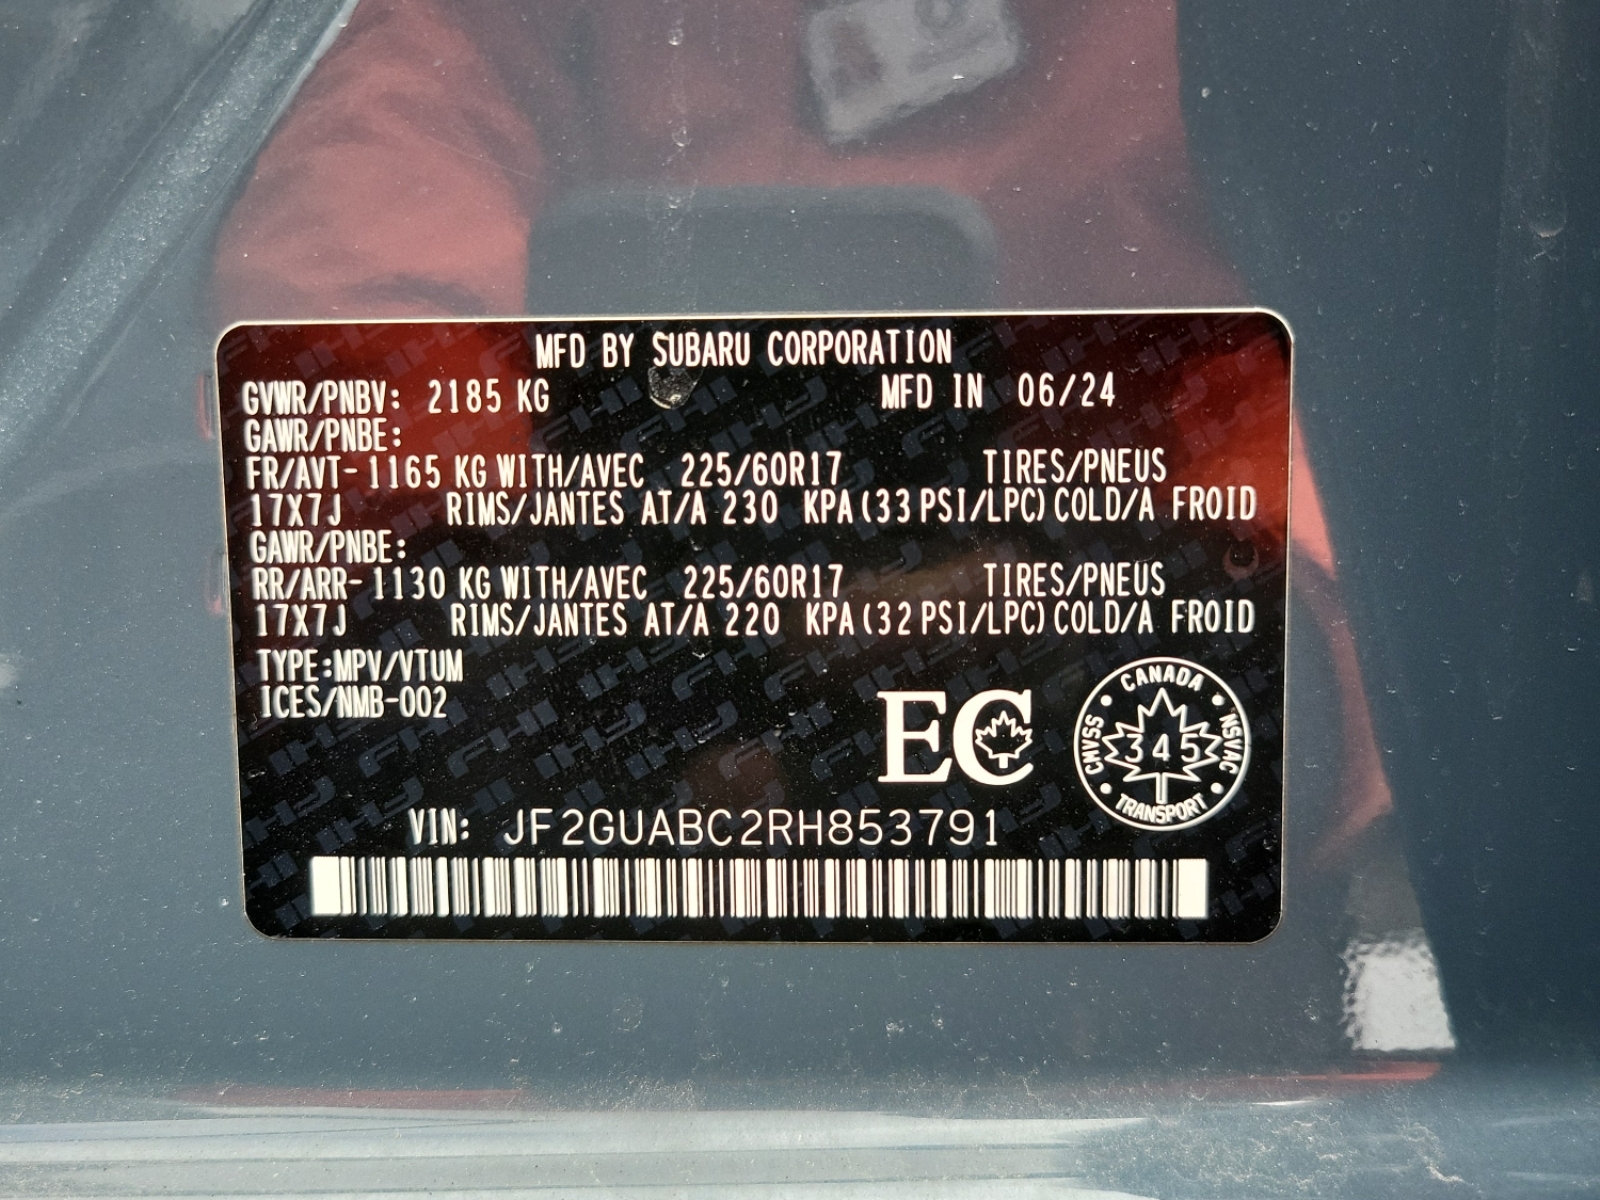 MFD BY SUBARU CORPORATION
GVWR/PNBV: 2185 KG MFD IN 06/24
GAWR/PNBE:
FR/AVT-1165 KG WITH/AVEC 225/60R17 TIRES/PNEUS
17X7J RIMS/JANTES AT/A 230 KPA(33 PSI/LPC)COLD/A FROID
GAWR/PNBE:
RR/ARR-1130 KG WITH/AVEC 225/60R17 TIRES/PNEUS
17X7J RIMS/JANTES AT/A 220 KPA(32 PSI/LPC)COLD/A FROID
TYPE:MPV/VTUM
ICES/NMB-002
EC
CANADA
CMVSS 345 NSVAC
TRANSPORT
VIN: JF2GUABC2RH853791